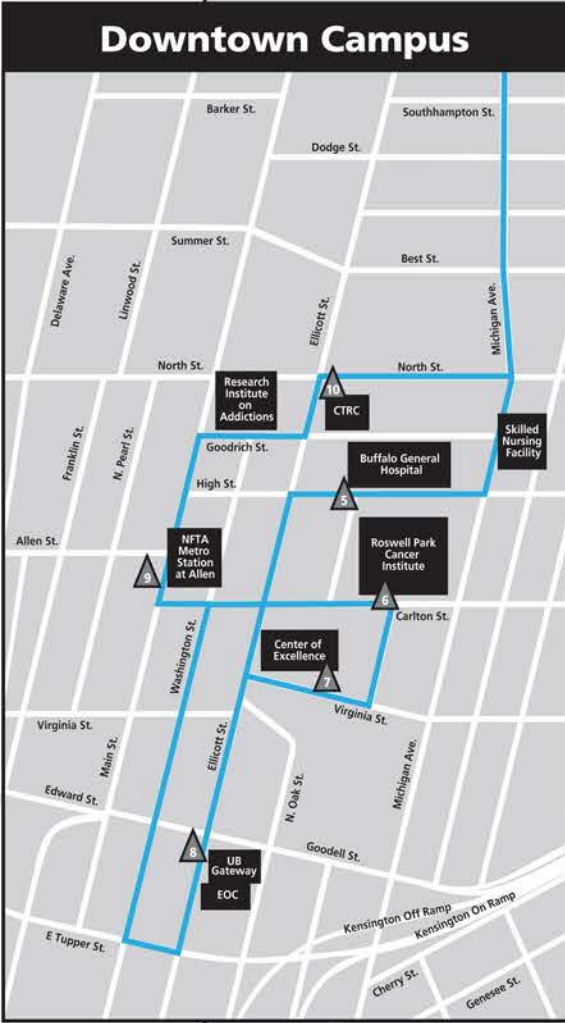 Downtown Campus
Barker St.
Southhampton St.
Dodge St.
Summer St.
Best St.
Delaware Ave.
Linwood St.
Ellicott St.
Michigan Ave.
North St.
North St.
10
CTRC
Research
Institute
on
Addictions
Skilled
Nursing
Facility
Goodrich St.
Franklin St.
N. Pearl St.
Buffalo General
Hospital
High St.
5
Allen St.
NFTA
Metro
Station
at Allen
9
Roswell Park
Cancer
Institute
6
Carlton St.
Washington St.
Center of
Excellence
7
Virginia St.
Virginia St.
Main St.
Ellicott St.
N. Oak St.
Michigan Ave.
Edward St.
8
UB
Gateway
EOC
Goodell St.
E Tupper St.
Kensington Off Ramp
Kensington On Ramp
Cherry St.
Genesee St.